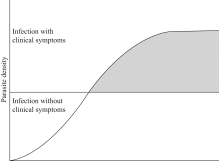 Infection with
clinical symptoms
Parasite density
Infection without
clinical symptoms